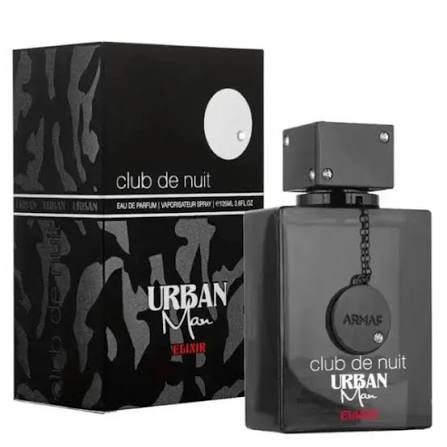 club de nuit
EAU DE PARFUM | VAPORISATEUR SPRAY | ℮105ML 3.6FL.OZ
URBAN
Man
ELIXIR
URBAN URBAN URBAN
club de nuit
ARMAF
club de nuit
URBAN
Man
ELIXIR